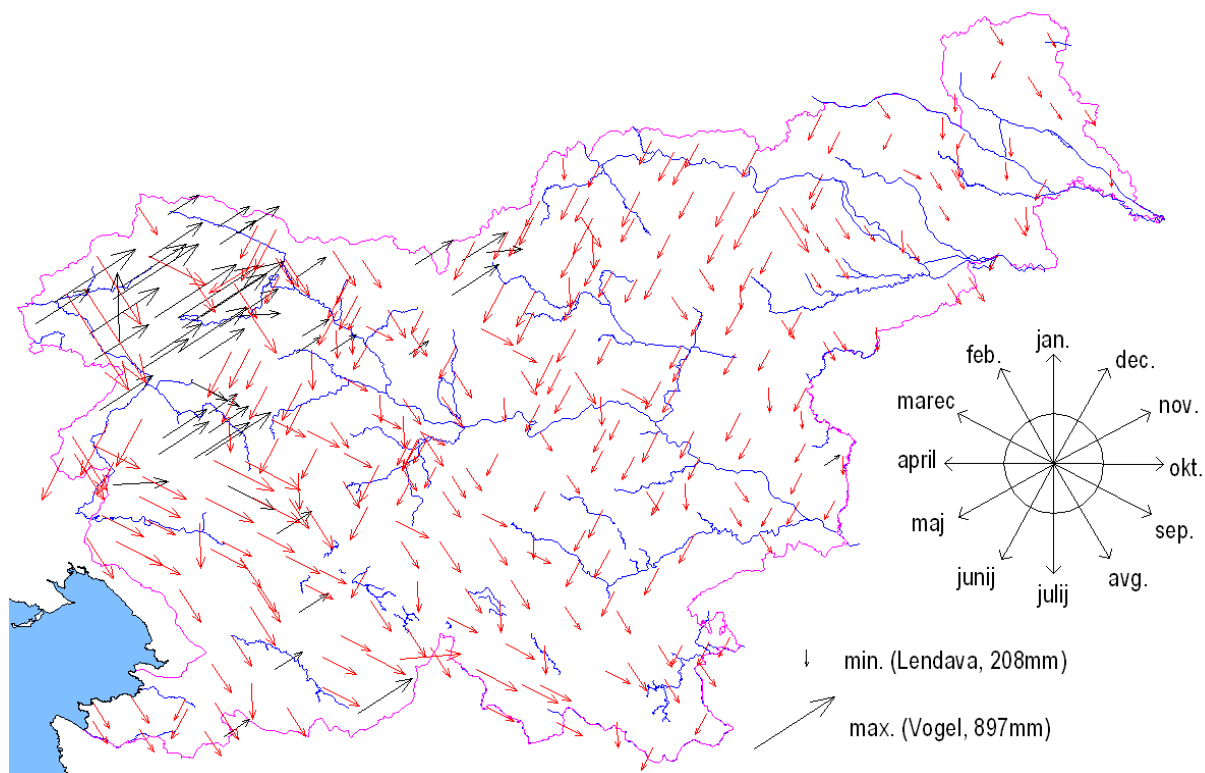 jan.
feb.
dec.
marec
nov.
april
okt.
maj
sep.
junij
avg.
julij
min. (Lendava, 208mm)
max. (Vogel, 897mm)